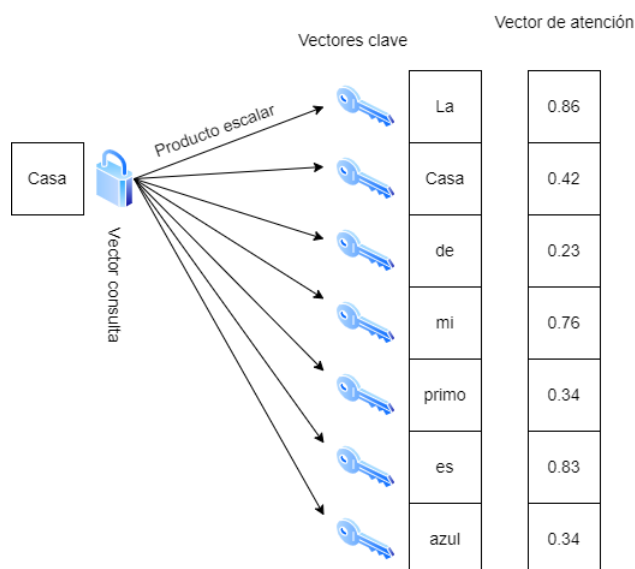 Vector de atención
Vectores clave
Producto escalar
Casa
Vector consulta
La 0.86
Casa 0.42
de 0.23
mi 0.76
primo 0.34
es 0.83
azul 0.34